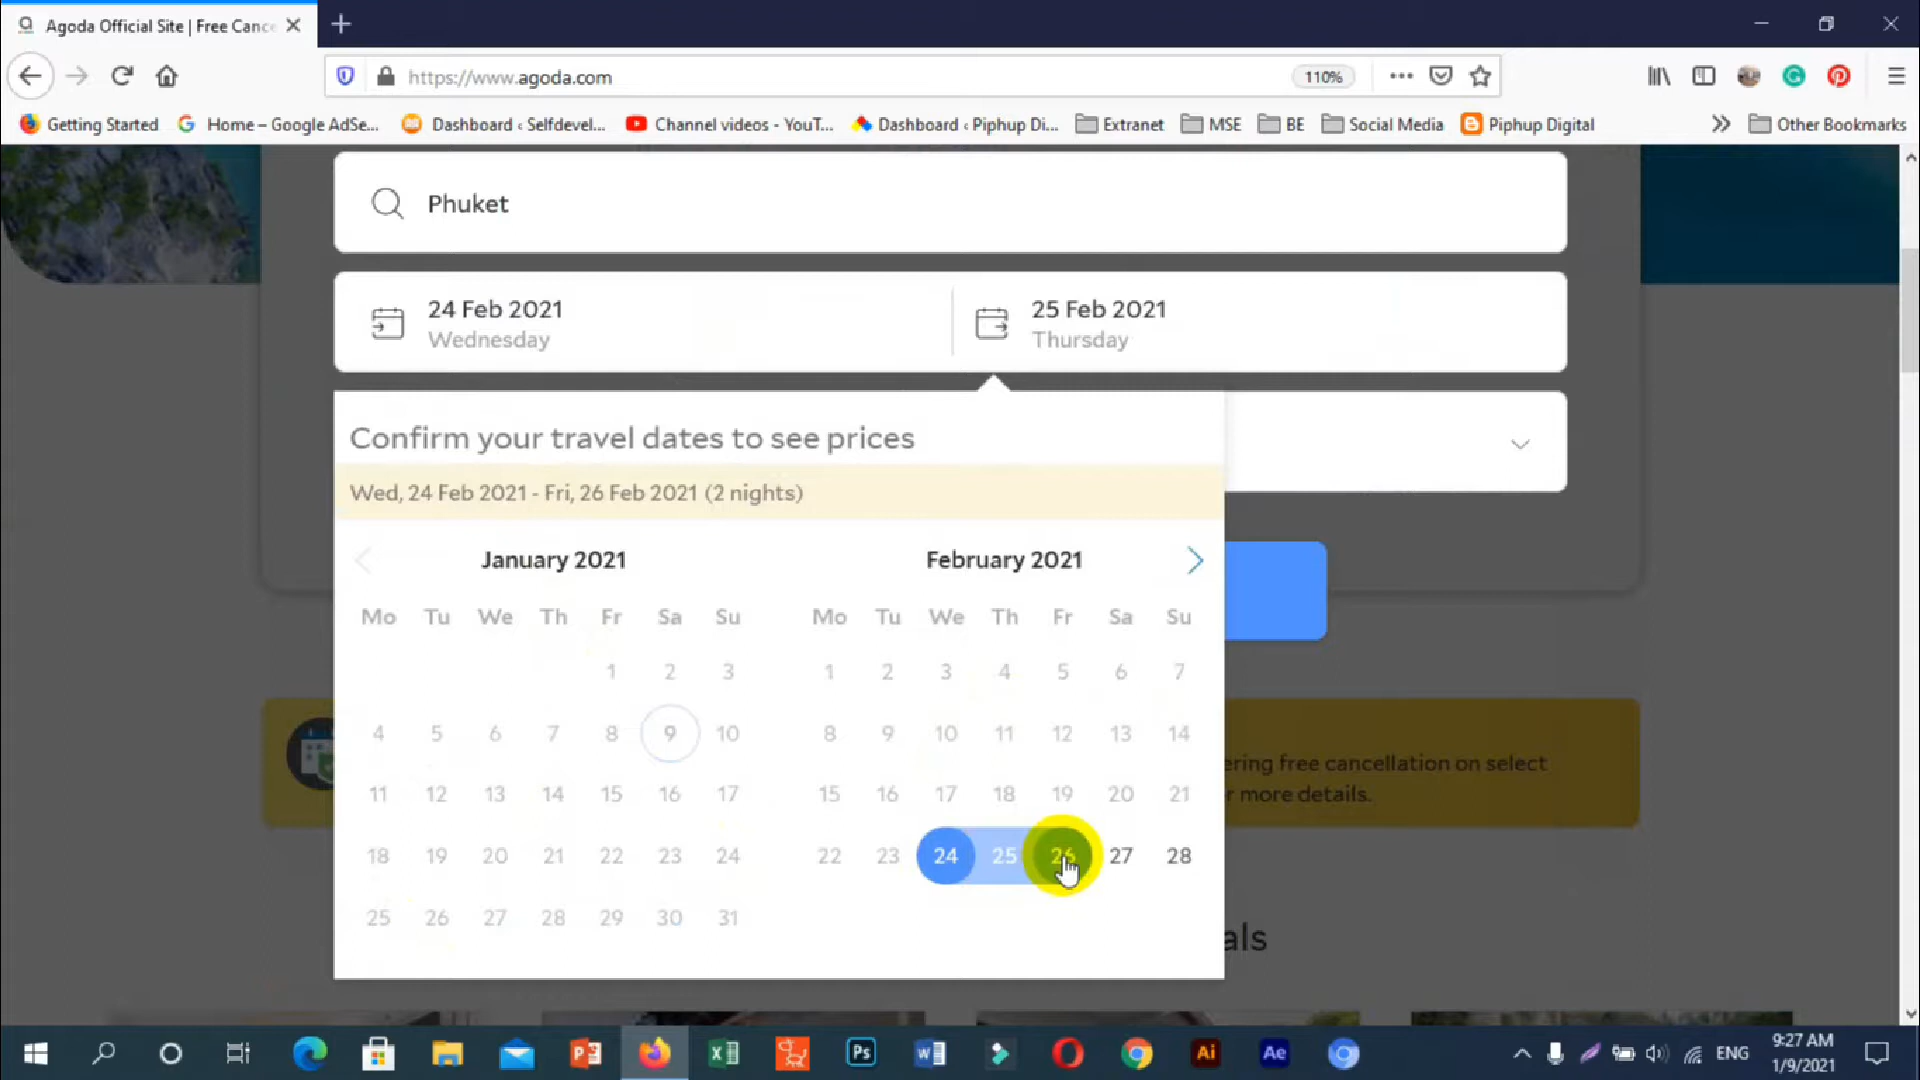 Agoda Official Site | Free Cance
https://www.agoda.com
110%
Getting Started
Home – Google AdSe...
Dashboard ‹ Selfdevel...
Channel videos - YouT...
Dashboard ‹ Piphup Di...
Extranet
MSE
BE
Social Media
Piphup Digital
Other Bookmarks
Phuket
24 Feb 2021
Wednesday
25 Feb 2021
Thursday
Confirm your travel dates to see prices
Wed, 24 Feb 2021 - Fri, 26 Feb 2021 (2 nights)
January 2021
Mo Tu We Th Fr Sa Su
1 2 3
4 5 6 7 8 9 10
11 12 13 14 15 16 17
18 19 20 21 22 23 24
25 26 27 28 29 30 31
February 2021
Mo Tu We Th Fr Sa Su
1 2 3 4 5 6 7
8 9 10 11 12 13 14
15 16 17 18 19 20 21
22 23 24 25 26 27 28
ering free cancellation on select
r more details.
als
Ps
Ai
Ae
ENG
9:27 AM
1/9/2021